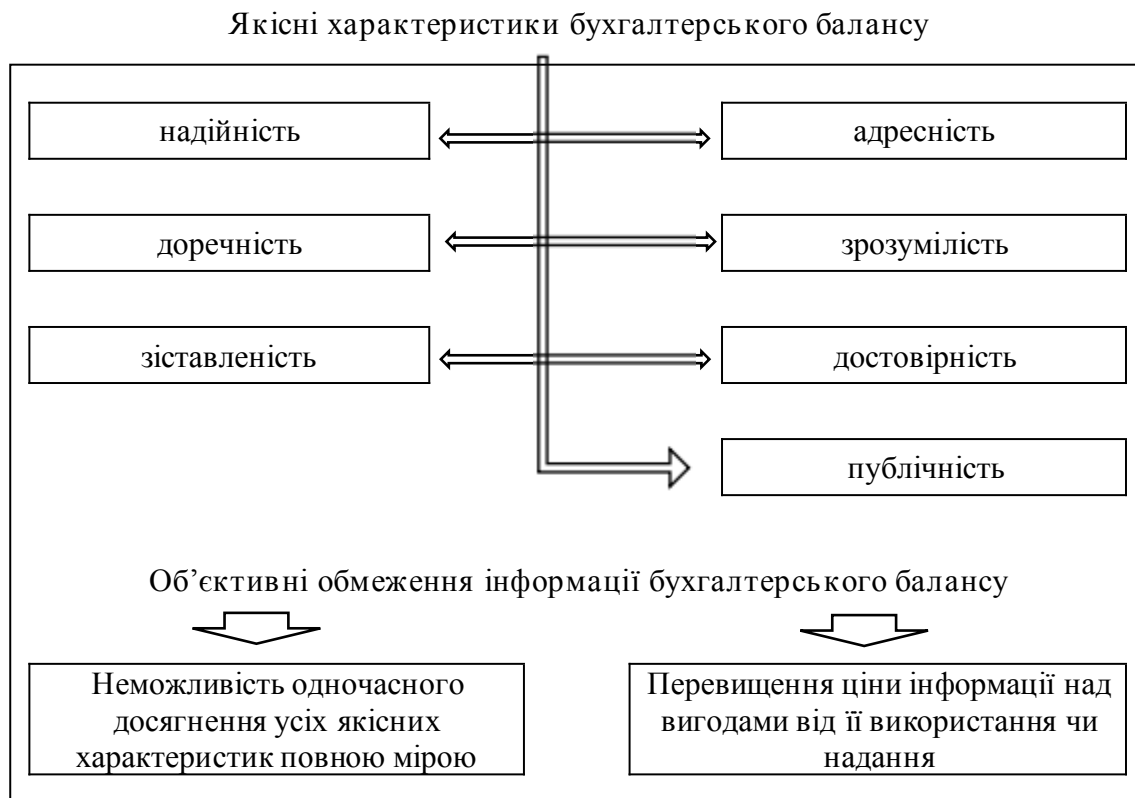 Якісні характеристики бухгалтерського балансу
надійність
адресність
доречність
зрозумілість
зіставленість
достовірність
публічність
Об’єктивні обмеження інформації бухгалтерського балансу
Неможливість одночасного
досягнення усіх якісних
характеристик повною мірою
Перевищення ціни інформації над
вигодами від її використання чи
надання